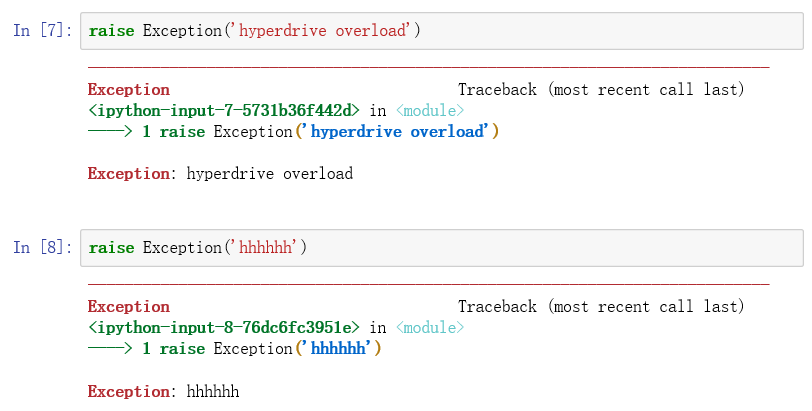 In [7]: raise Exception('hyperdrive overload')
---------------------------------------------------------------------------
Exception Traceback (most recent call last)
<ipython-input-7-5731b36f442d> in <module>
----> 1 raise Exception('hyperdrive overload')
Exception: hyperdrive overload
In [8]: raise Exception('hhhhhh')
---------------------------------------------------------------------------
Exception Traceback (most recent call last)
<ipython-input-8-76dc6fc3951e> in <module>
----> 1 raise Exception('hhhhhh')
Exception: hhhhhh